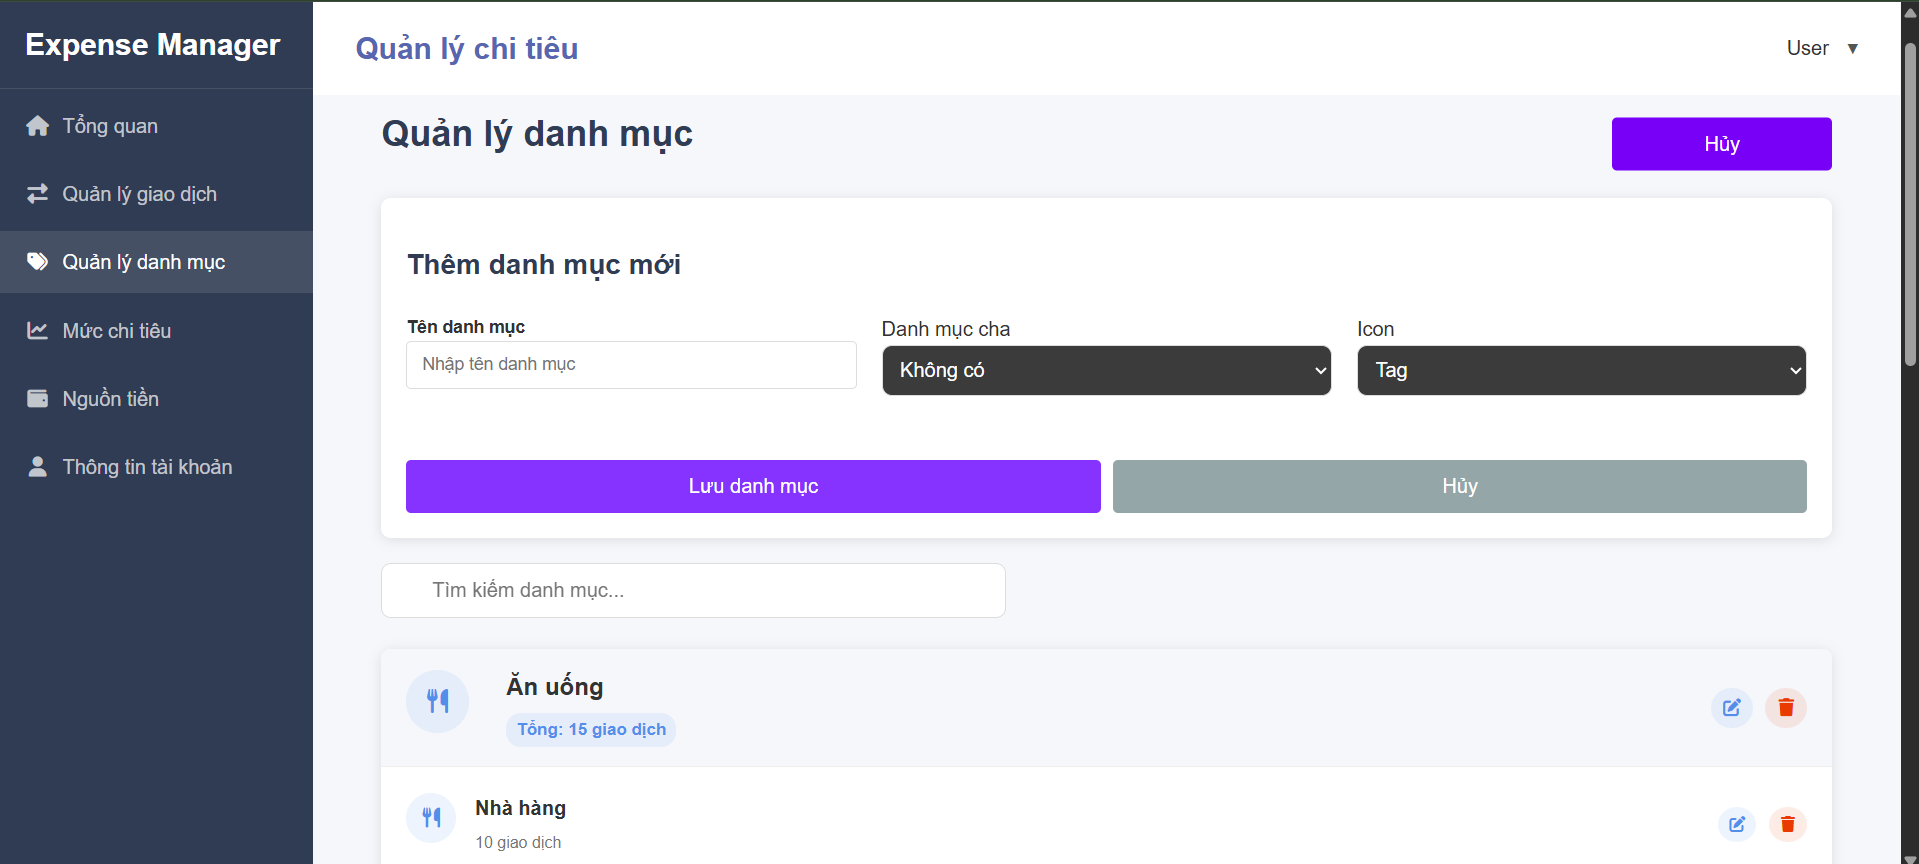 Expense Manager
Quản lý chi tiêu
User ▼
Tổng quan
Quản lý giao dịch
Quản lý danh mục
Mức chi tiêu
Nguồn tiền
Thông tin tài khoản
Quản lý danh mục
Hủy
Thêm danh mục mới
Tên danh mục
Nhập tên danh mục
Danh mục cha
Không có
Icon
Tag
Lưu danh mục
Hủy
Tìm kiếm danh mục...
Ăn uống
Tổng: 15 giao dịch
Nhà hàng
10 giao dịch